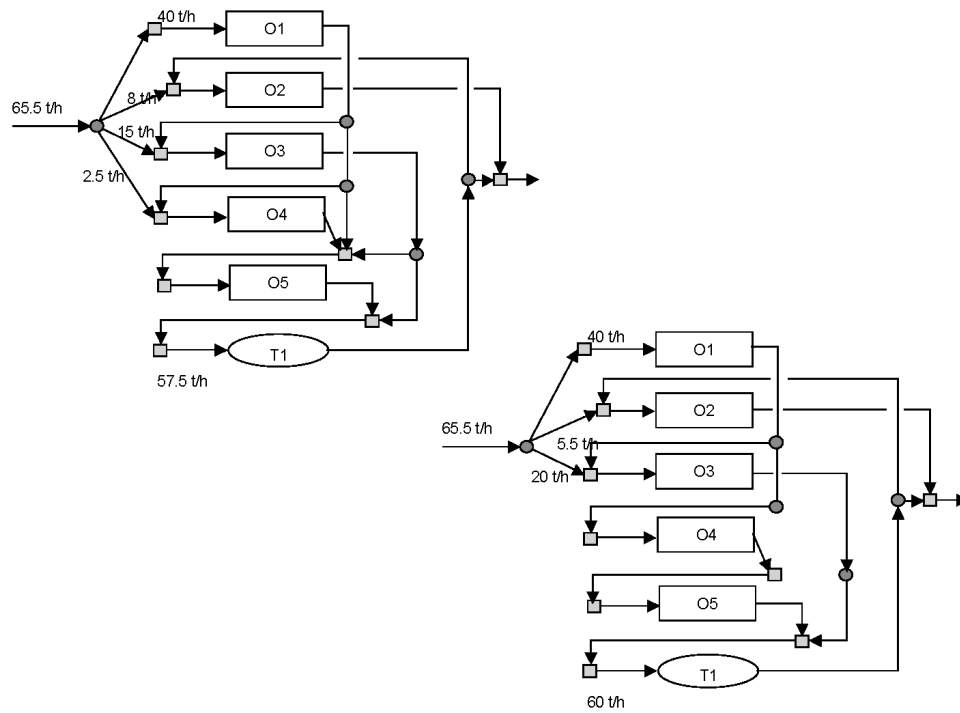 40 t/h
O1
O2
65.5 t/h
8 t/h
15 t/h
O3
2.5 t/h
O4
O5
T1
57.5 t/h
40 t/h
O1
O2
65.5 t/h
5.5 t/h
20 t/h
O3
O4
O5
T1
60 t/h